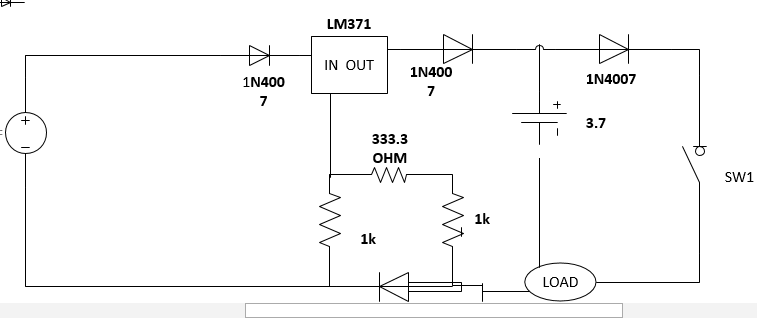 LM371
IN OUT
1N400
7
1N400
7
1N4007
+
3.7
+
−
333.3
OHM
SW1
1k
1k
LOAD